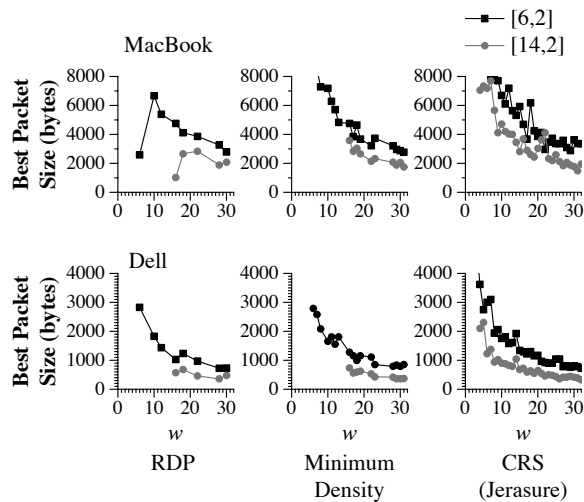 [6,2]
[14,2]
MacBook
Best Packet
Size (bytes)
8000
6000
4000
2000
0
0 10 20 30
8000
6000
4000
2000
0
0 10 20 30
8000
6000
4000
2000
0
0 10 20 30
Dell
Best Packet
Size (bytes)
4000
3000
2000
1000
0
0 10 20 30
w
RDP
4000
3000
2000
1000
0
0 10 20 30
w
Minimum
Density
4000
3000
2000
1000
0
0 10 20 30
w
CRS
(Jerasure)